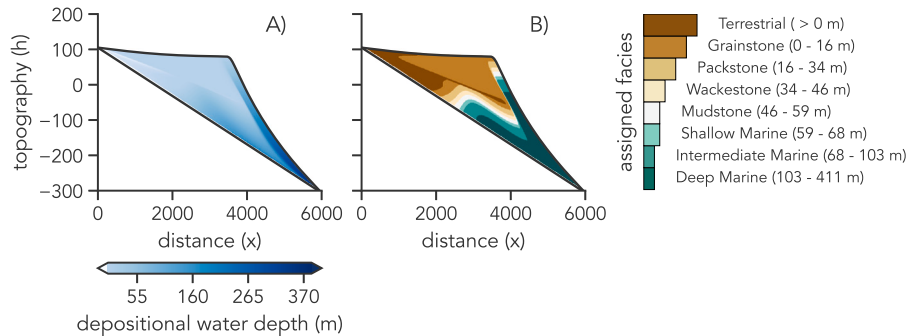 A)
B)
topography (h)
200
100
0
−100
−200
−300
0
2000
4000
6000
distance (x)
0
2000
4000
6000
distance (x)
55
160
265
370
depositional water depth (m)
assigned facies
Terrestrial ( > 0 m)
Grainstone (0 - 16 m)
Packstone (16 - 34 m)
Wackestone (34 - 46 m)
Mudstone (46 - 59 m)
Shallow Marine (59 - 68 m)
Intermediate Marine (68 - 103 m)
Deep Marine (103 - 411 m)